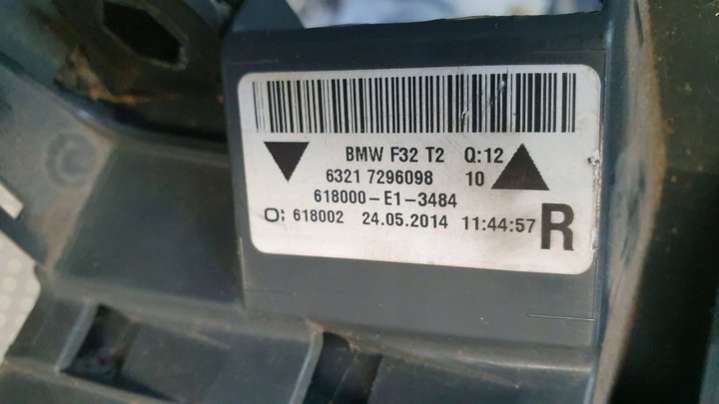 BMW F32 T2 Q:12
6321 7296098 10
618000-E1-3484
O; 618002 24.05.2014 11:44:57 R